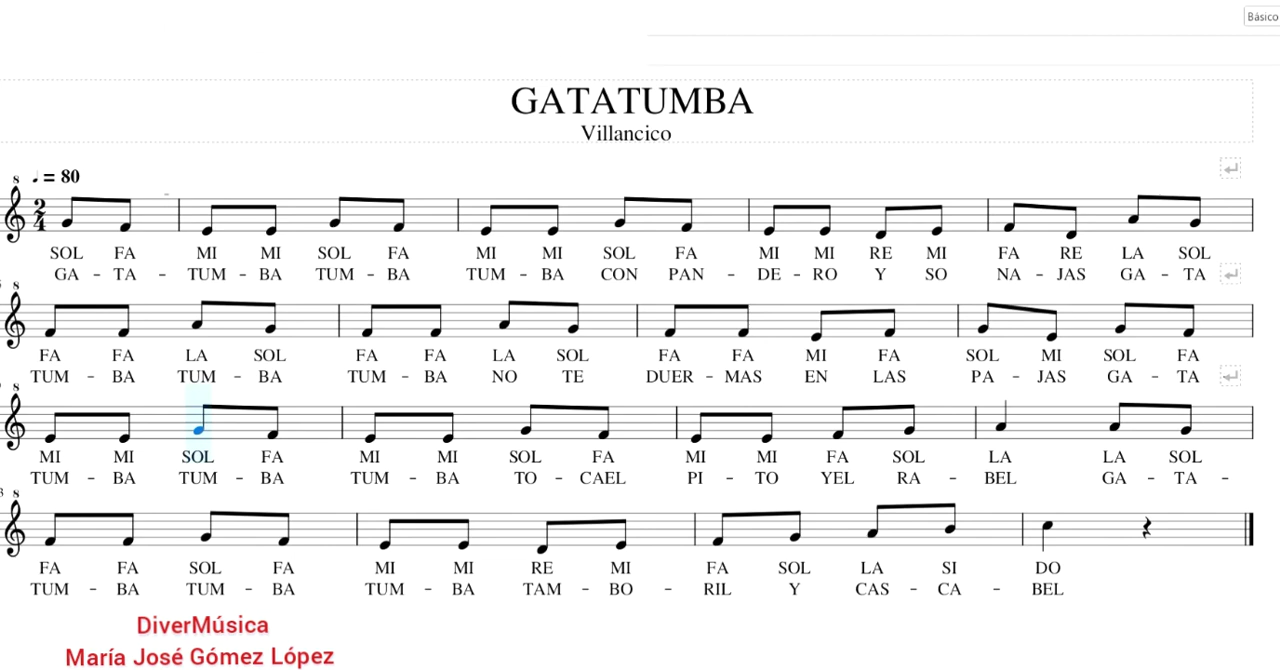 Básico
GATATUMBA
Villancico
8 ♩ = 80
2 4
SOL FA MI MI SOL FA MI MI SOL FA MI MI RE MI FA RE LA SOL
GA - TA - TUM - BA TUM - BA TUM - BA CON PAN - DE - RO Y SO NA - JAS GA - TA
8
FA FA LA SOL FA FA LA SOL FA FA MI FA SOL MI SOL FA
TUM - BA TUM - BA TUM - BA NO TE DUER - MAS EN LAS PA - JAS GA - TA
8
MI MI SOL FA MI MI SOL FA MI MI FA SOL LA LA SOL
TUM - BA TUM - BA TUM - BA TO - CAEL PI - TO YEL RA - BEL GA - TA -
3 8
FA FA SOL FA MI MI RE MI FA SOL LA SI DO
TUM - BA TUM - BA TUM - BA TAM - BO - RIL Y CAS - CA - BEL
DiverMúsica
María José Gómez López